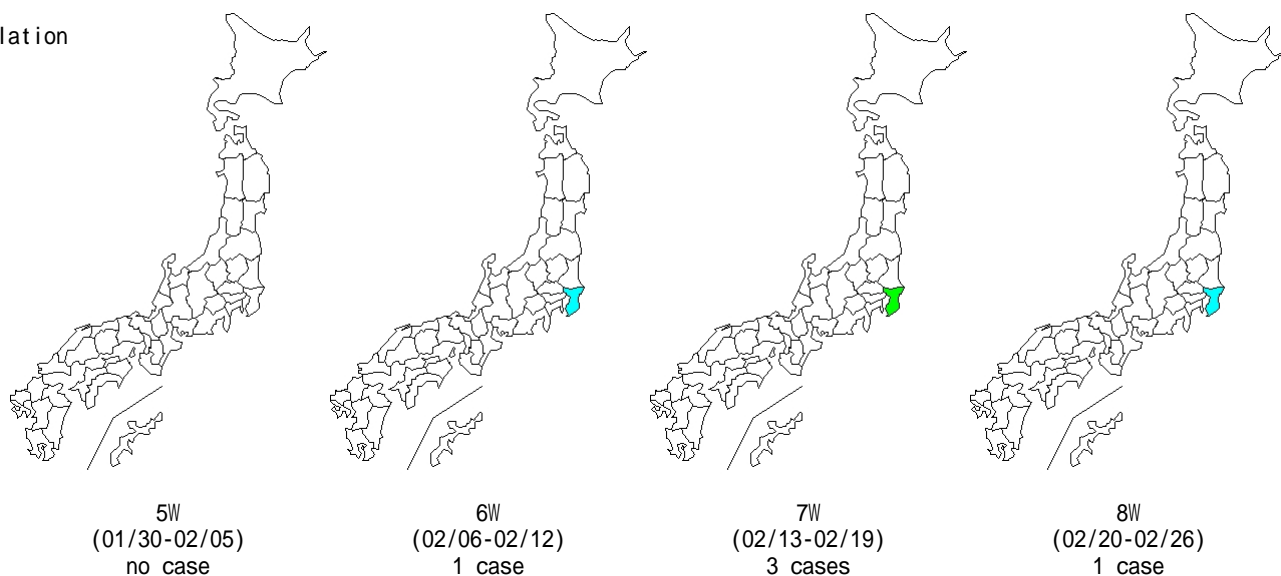 lation
5W
(01/30-02/05)
no case
6W
(02/06-02/12)
1 case
7W
(02/13-02/19)
3 cases
8W
(02/20-02/26)
1 case